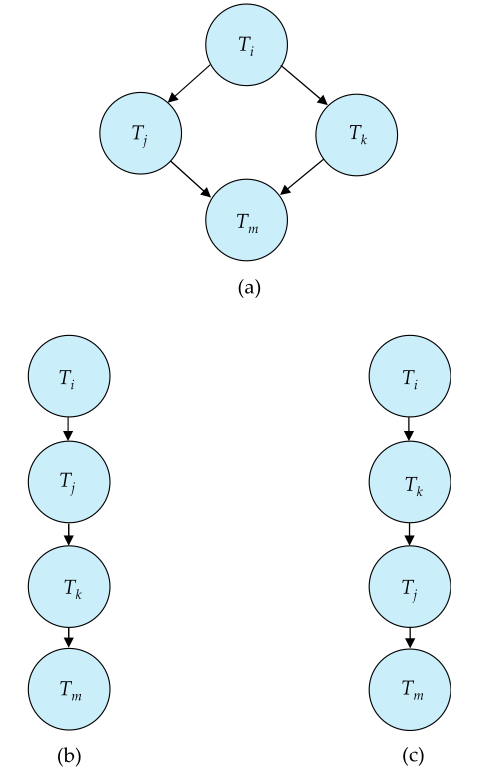 T_i
T_j T_k
T_m
(a)
T_i T_i
T_j T_k
T_k T_j
T_m T_m
(b) (c)